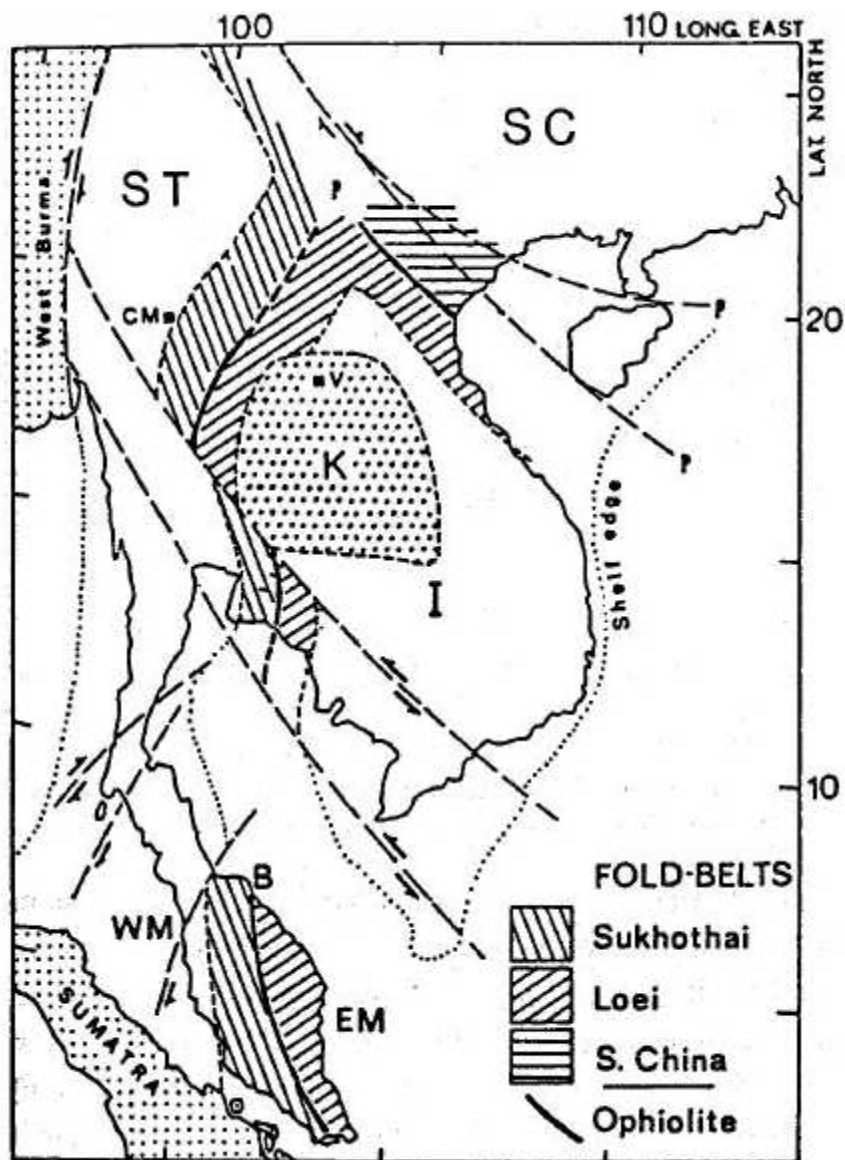 100
110 LONG. EAST
LAT. NORTH
SC
ST
P
West Burma
CM
P
20
V
K
P
Shelf edge
I
10
B
FOLD-BELTS
WM
Sukhothai
SUMATRA
Loei
EM
S. China
Ophiolite